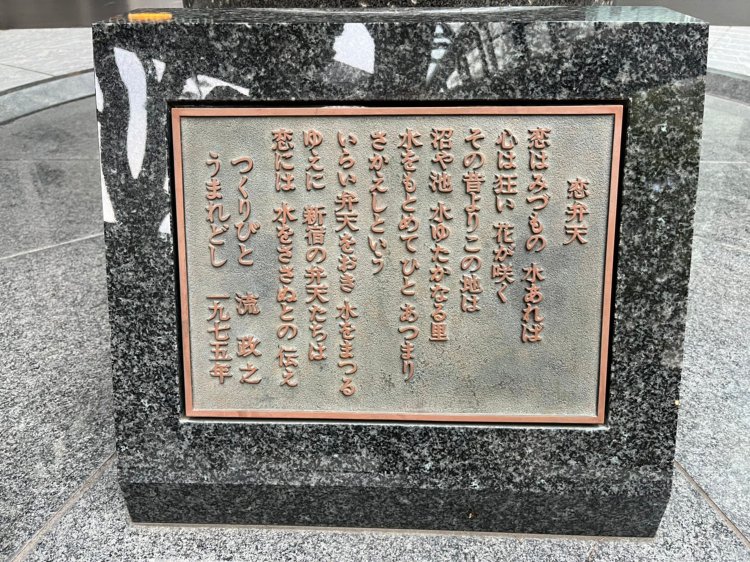 恋弁天
恋はみづもの 水あれば
心は狂い 花が咲く
その昔よりこの地は
沼や池 水ゆたかなる里
水をもとめてひとあつまり
さかえしという
いらい弁天をおき 水をまつる
ゆえに 新宿の弁天たちは
恋には 水をささぬとの伝え
つくりびと 流 政之
うまれどし 一九七五年